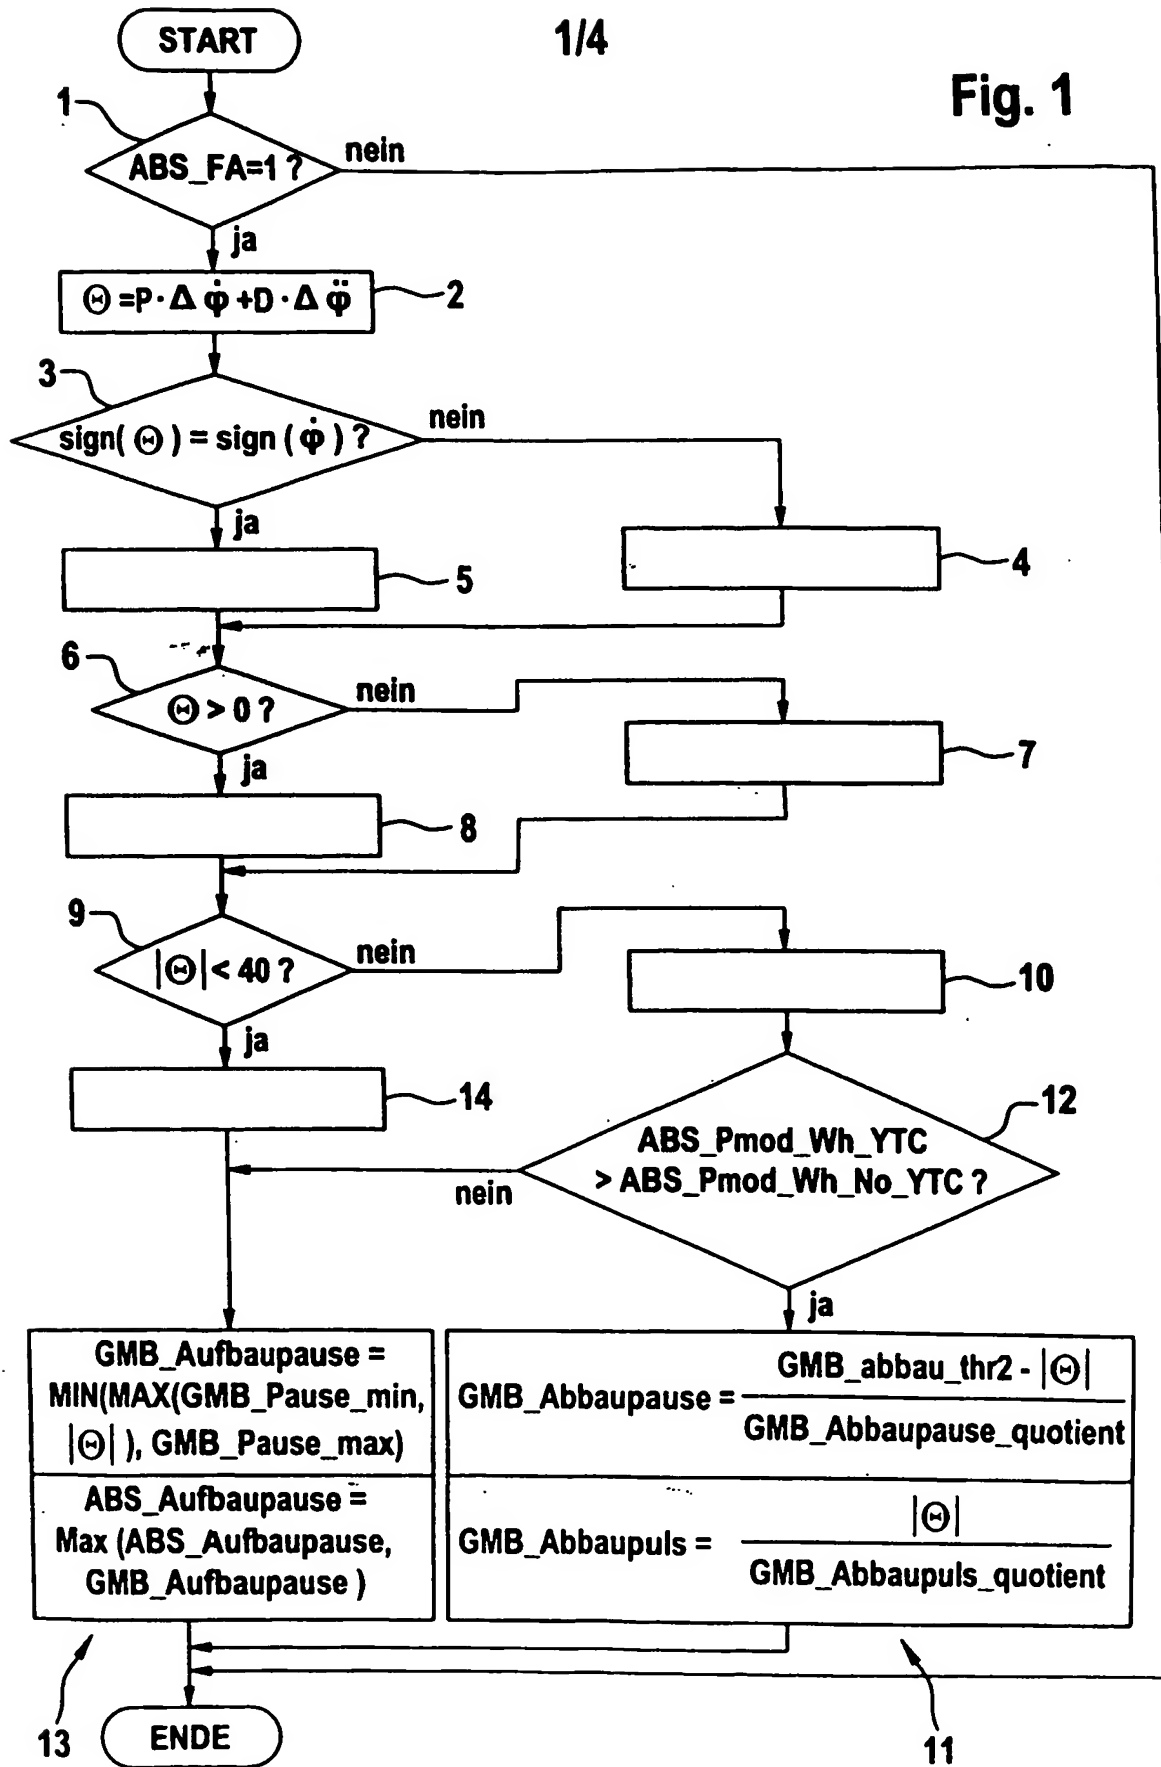 START
1/4
Fig. 1
1
ABS_FA=1 ?
nein
ja
Θ =P · Δ φ̇ +D · Δ φ̈
2
3
sign( Θ ) = sign ( φ̇ ) ?
nein
ja
5
4
6
Θ > 0 ?
nein
ja
7
8
9
|Θ| < 40 ?
nein
ja
10
14
12
ABS_Pmod_Wh_YTC
> ABS_Pmod_Wh_No_YTC ?
nein
ja
GMB_Aufbaupause =
MIN(MAX(GMB_Pause_min,
|Θ| ), GMB_Pause_max)
ABS_Aufbaupause =
Max (ABS_Aufbaupause,
GMB_Aufbaupause )
GMB_abbau_thr2 - |Θ|
GMB_Abbaupause =
GMB_Abbaupause_quotient
|Θ|
GMB_Abbaupuls =
GMB_Abbaupuls_quotient
13
ENDE
11